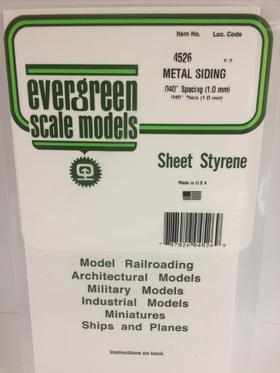 Item No. Loc. Code
4526
METAL SIDING
.040" Spacing (1.0 mm)
.040" Thick (1.0 mm)
evergreen
scale models
Sheet Styrene
Made in U.S.A
Model Railroading
Architectural Models
Military Models
Industrial Models
Miniatures
Ships and Planes
Instructions on back